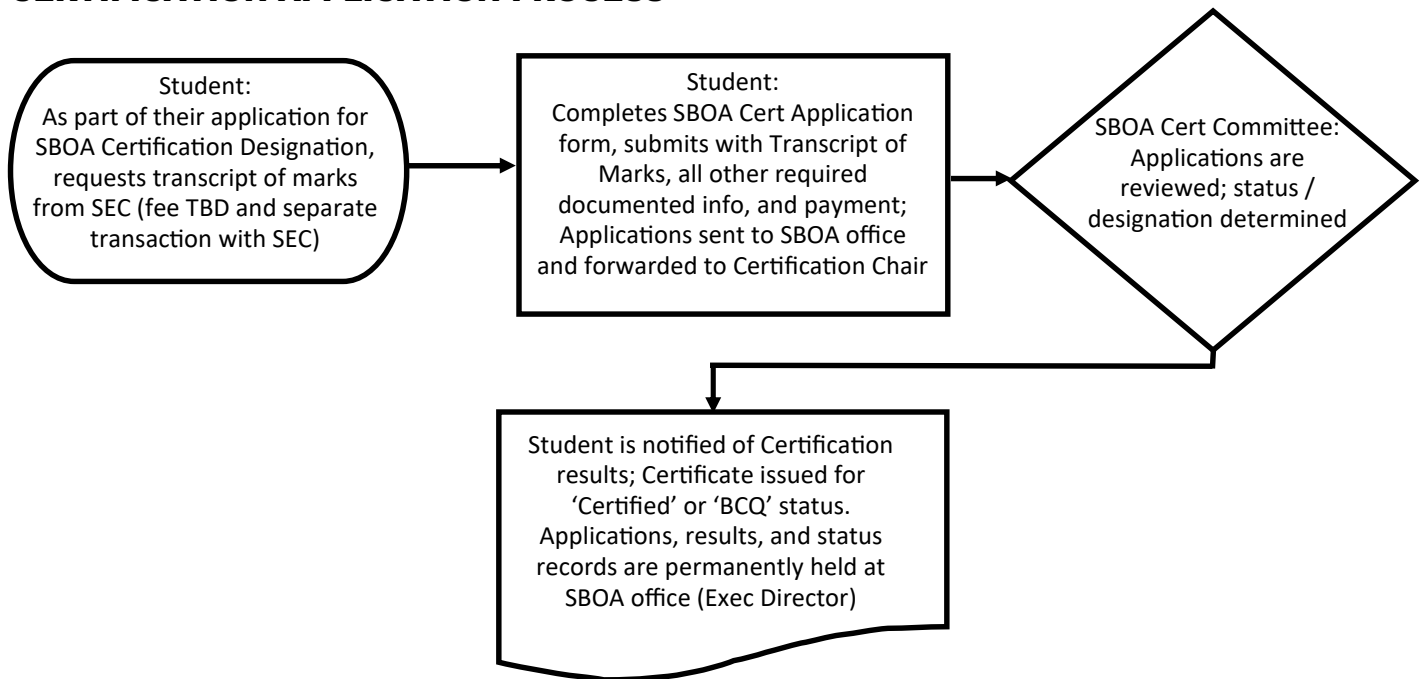 CERTIFICATION APPLICATION PROCESS
Student:
As part of their application for
SBOA Certification Designation,
requests transcript of marks
from SEC (fee TBD and separate
transaction with SEC)
Student:
Completes SBOA Cert Application
form, submits with Transcript of
Marks, all other required
documented info, and payment;
Applications sent to SBOA office
and forwarded to Certification Chair
SBOA Cert Committee:
Applications are
reviewed; status /
designation determined
Student is notified of Certification
results; Certificate issued for
‘Certified’ or ‘BCQ’ status.
Applications, results, and status
records are permanently held at
SBOA office (Exec Director)